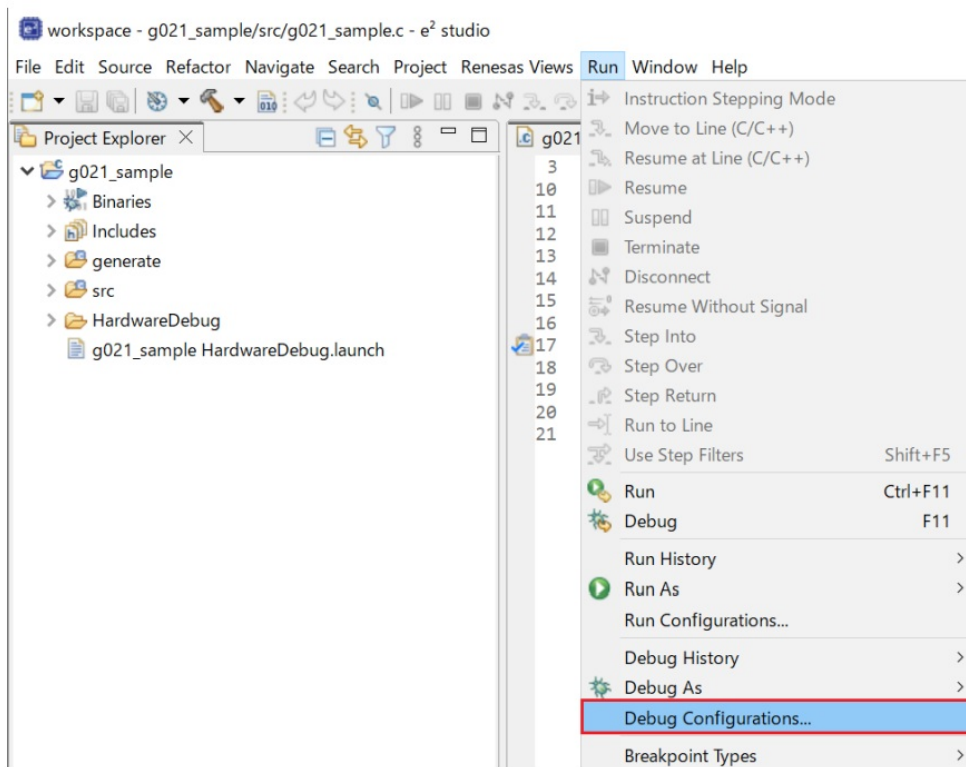 workspace - g021_sample/src/g021_sample.c - e² studio
File Edit Source Refactor Navigate Search Project Renesas Views Run Window Help
010
Project Explorer
g021_sample
Binaries
Includes
generate
src
HardwareDebug
g021_sample HardwareDebug.launch
.c g021
3
10
11
12
13
14
15
16
17
18
19
20
21
Instruction Stepping Mode
Move to Line (C/C++)
Resume at Line (C/C++)
Resume
Suspend
Terminate
Disconnect
Resume Without Signal
Step Into
Step Over
Step Return
Run to Line
Use Step Filters Shift+F5
Run Ctrl+F11
Debug F11
Run History
Run As
Run Configurations...
Debug History
Debug As
Debug Configurations...
Breakpoint Types